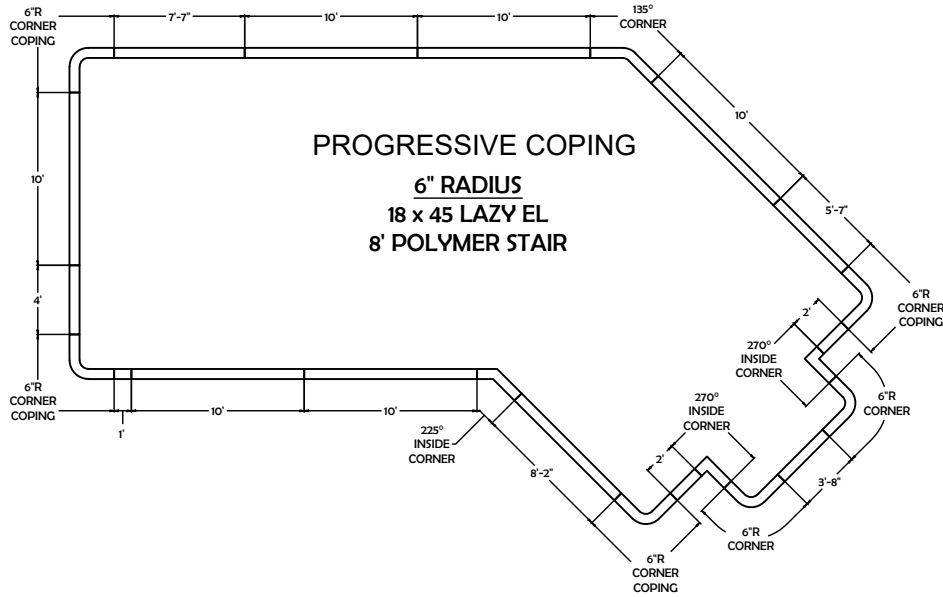 6"R
CORNER
COPING
7'-7"
10'
10'
135°
CORNER
10'
5'-7"
6"R
CORNER
COPING
10'
4'
6"R
CORNER
COPING
PROGRESSIVE COPING
6" RADIUS
18 x 45 LAZY EL
8' POLYMER STAIR
2'
270°
INSIDE
CORNER
6"R
CORNER
1'
10'
10'
225°
INSIDE
CORNER
8'-2"
270°
INSIDE
CORNER
2'
3'-8"
6"R
CORNER
6"R
CORNER
COPING